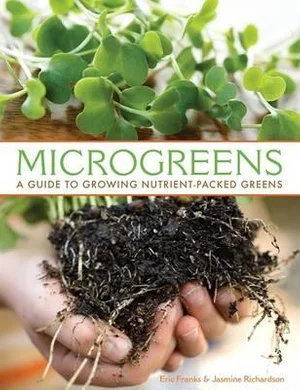 MICROGREENS
A GUIDE TO GROWING NUTRIENT-PACKED GREENS
Eric Franks & Jasmine Richardson